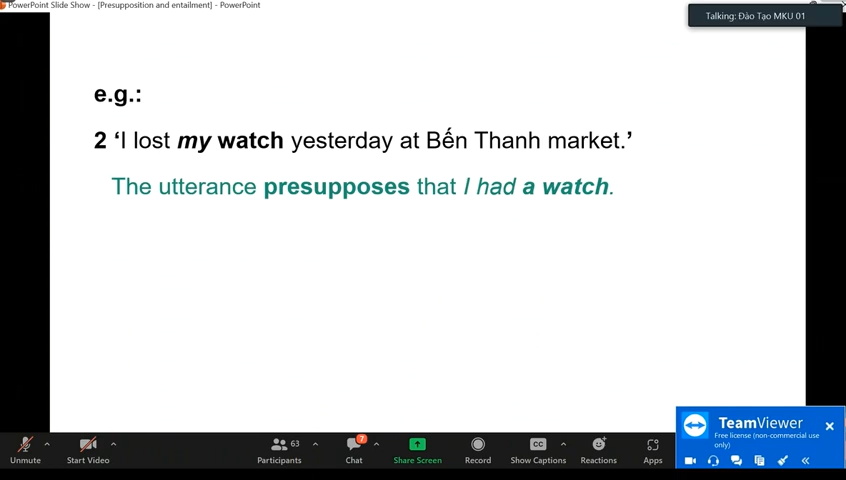 PowerPoint Slide Show - [Presupposition and entailment] - PowerPoint
Talking: Đào Tạo MKU 01
e.g.:
2 ‘I lost my watch yesterday at Bến Thanh market.’
The utterance presupposes that I had a watch.
TeamViewer
Free license (non-commercial use
only)
7
63
CC
Unmute
Start Video
Participants
Chat
Share Screen
Record
Show Captions
Reactions
Apps